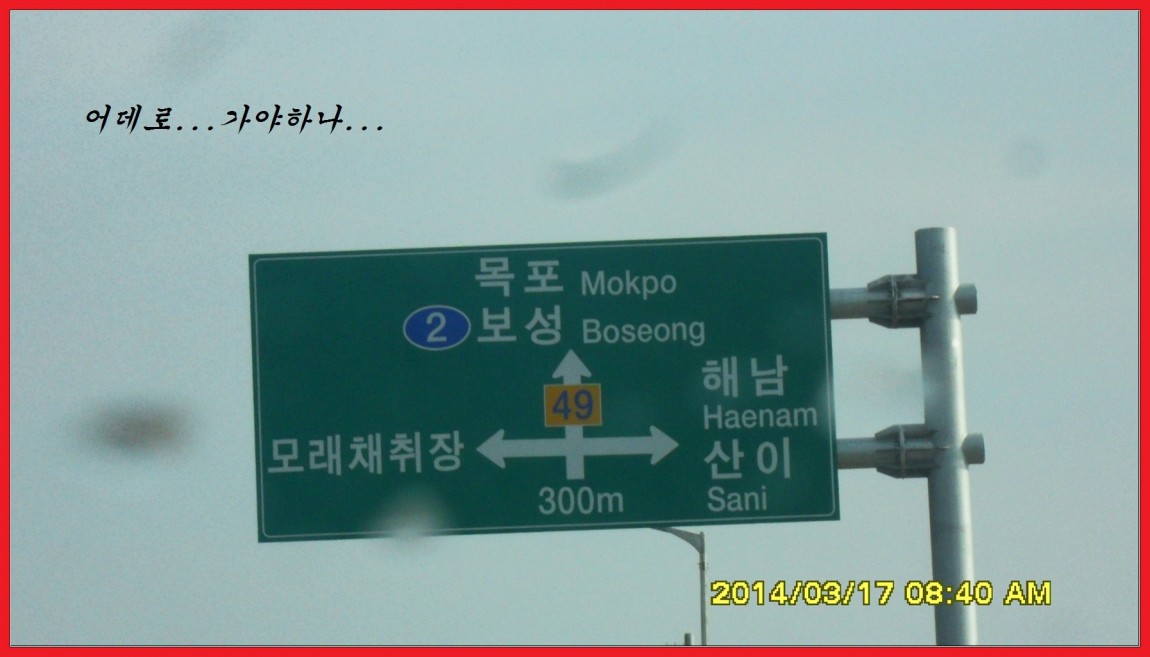 어데로...가야하나...
목포 Mokpo
2 보성 Boseong
49
해남
Haenam
모래채취장
산이
Sani
300m
2014/03/17 08:40 AM